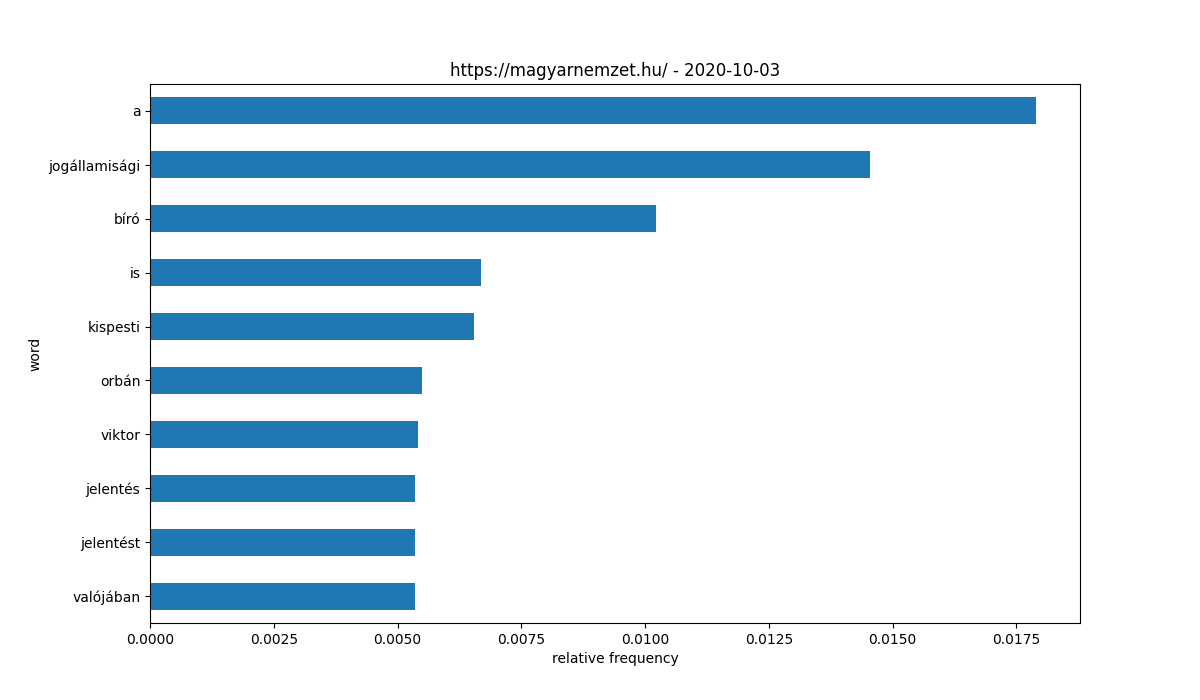 https://magyarnemzet.hu/ - 2020-10-03
a
jogállamisági
bíró
is
kispesti
orbán
viktor
jelentés
jelentést
valójában
word
0.0000 0.0025 0.0050 0.0075 0.0100 0.0125 0.0150 0.0175
relative frequency